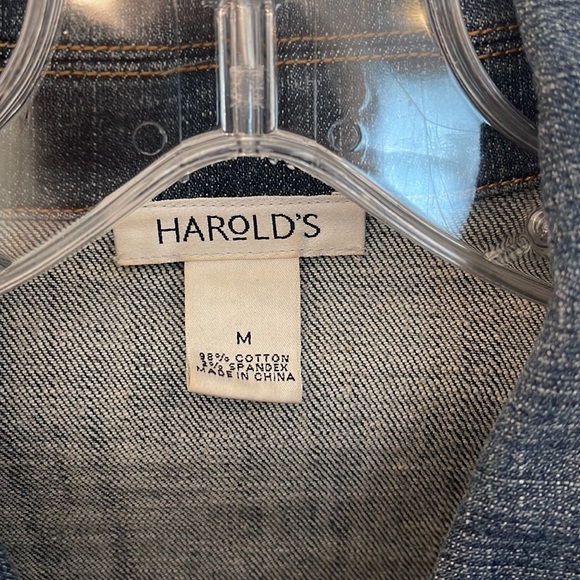 HAROLD'S
M
98% COTTON
2% SPANDEX
MADE IN CHINA